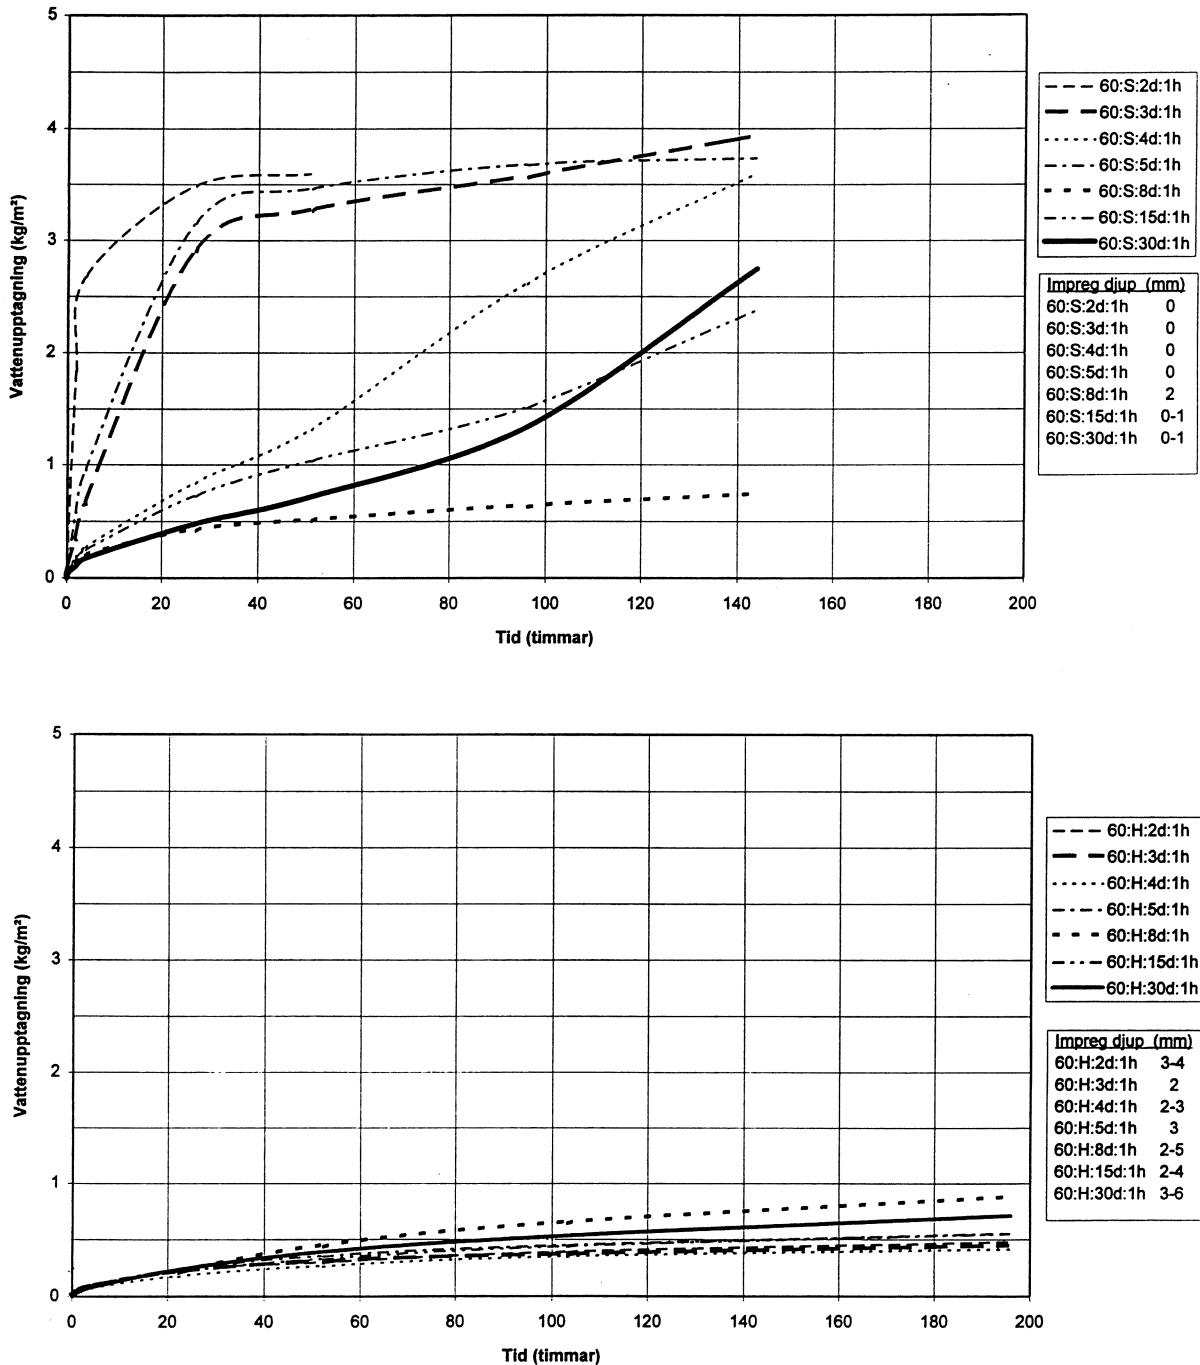 5
4
3
2
1
0
Vattenupptagning (kg/m²)
0 20 40 60 80 100 120 140 160 180 200
Tid (timmar)
60:S:2d:1h
60:S:3d:1h
60:S:4d:1h
60:S:5d:1h
60:S:8d:1h
60:S:15d:1h
60:S:30d:1h
Impreg djup (mm)
60:S:2d:1h 0
60:S:3d:1h 0
60:S:4d:1h 0
60:S:5d:1h 0
60:S:8d:1h 2
60:S:15d:1h 0-1
60:S:30d:1h 0-1
5
4
3
2
1
0
Vattenupptagning (kg/m²)
0 20 40 60 80 100 120 140 160 180 200
Tid (timmar)
60:H:2d:1h
60:H:3d:1h
60:H:4d:1h
60:H:5d:1h
60:H:8d:1h
60:H:15d:1h
60:H:30d:1h
Impreg djup (mm)
60:H:2d:1h 3-4
60:H:3d:1h 2
60:H:4d:1h 2-3
60:H:5d:1h 3
60:H:8d:1h 2-5
60:H:15d:1h 2-4
60:H:30d:1h 3-6